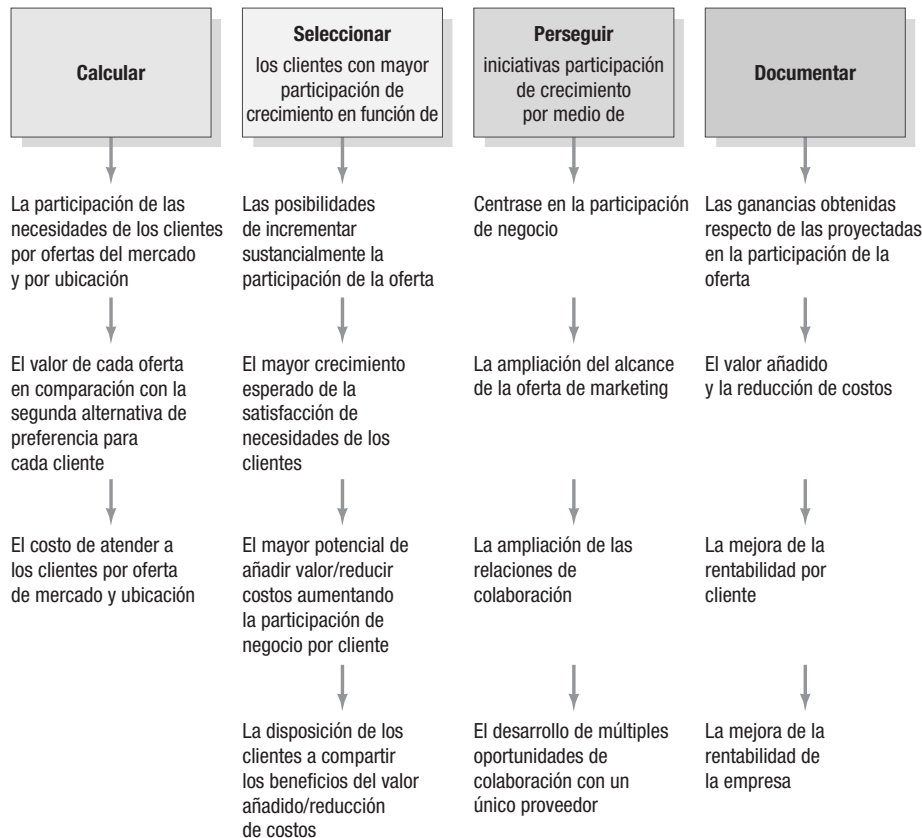 Calcular
La participación de las
necesidades de los clientes
por ofertas del mercado
y por ubicación
El valor de cada oferta
en comparación con la
segunda alternativa de
preferencia para
cada cliente
El costo de atender a
los clientes por oferta
de mercado y ubicación
Seleccionar
los clientes con mayor
participación de
crecimiento en función de
Las posibilidades
de incrementar
sustancialmente la
participación de la oferta
El mayor crecimiento
esperado de la
satisfacción de
necesidades de los
clientes
El mayor potencial de
añadir valor/reducir
costos aumentando
la participación de
negocio por cliente
La disposición de los
clientes a compartir
los beneficios del valor
añadido/reducción
de costos
Perseguir
iniciativas participación
de crecimiento
por medio de
Centrase en la participación
de negocio
La ampliación del alcance
de la oferta de marketing
La ampliación de las
relaciones de
colaboración
El desarrollo de múltiples
oportunidades de
colaboración con un
único proveedor
Documentar
Las ganancias obtenidas
respecto de las proyectadas
en la participación de la
oferta
El valor añadido
y la reducción de costos
La mejora de la
rentabilidad por
cliente
La mejora de la
rentabilidad de
la empresa